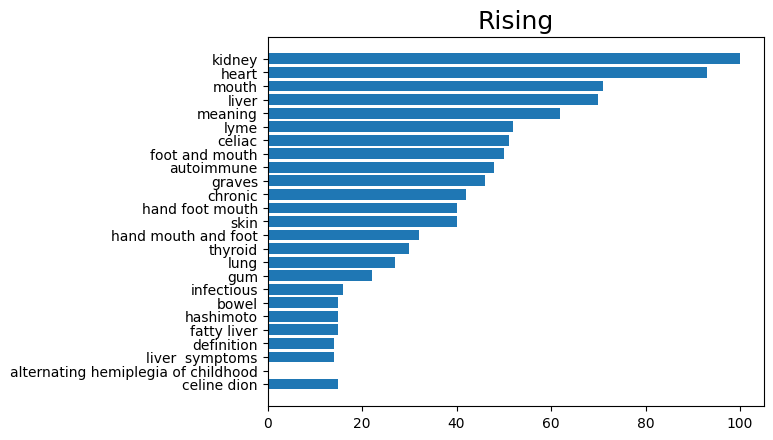 Rising
kidney
heart
mouth
liver
meaning
lyme
celiac
foot and mouth
autoimmune
graves
chronic
hand foot mouth
skin
hand mouth and foot
thyroid
lung
gum
infectious
bowel
hashimoto
fatty liver
definition
liver  symptoms
alternating hemiplegia of childhood
celine dion
0 20 40 60 80 100